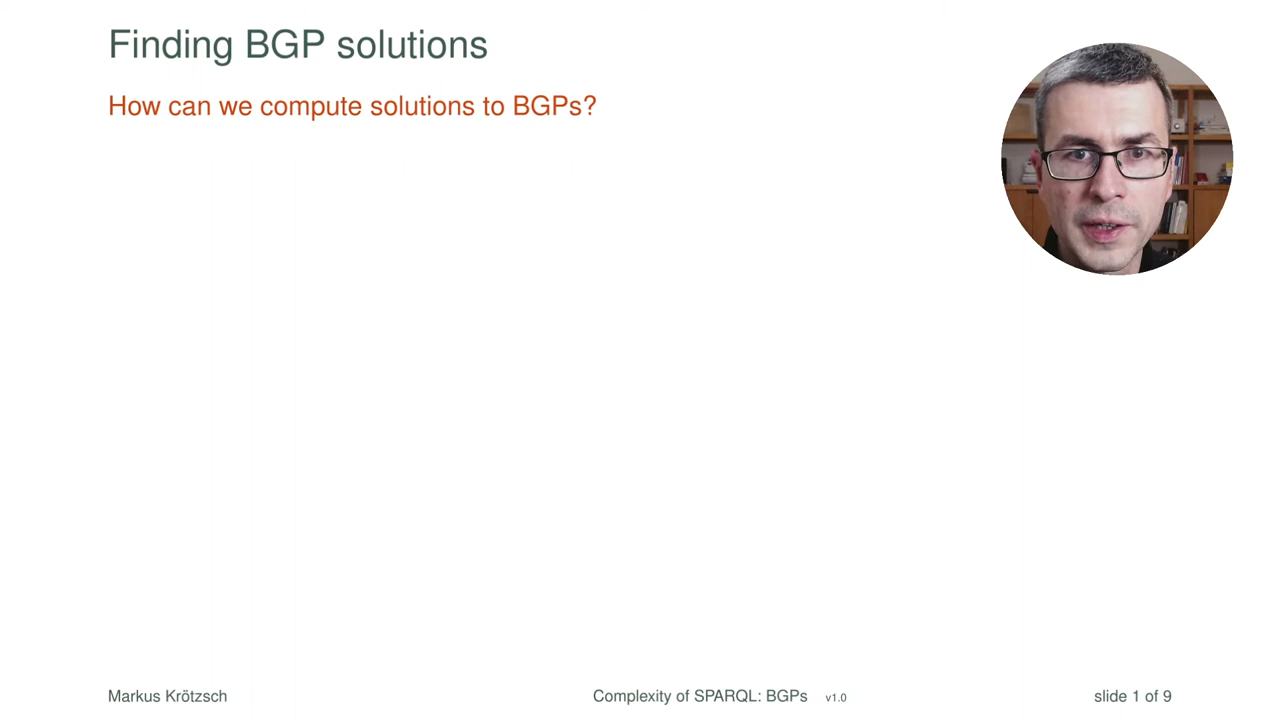 Finding BGP solutions
How can we compute solutions to BGPs?
Markus Krötzsch
Complexity of SPARQL: BGPs v1.0
slide 1 of 9